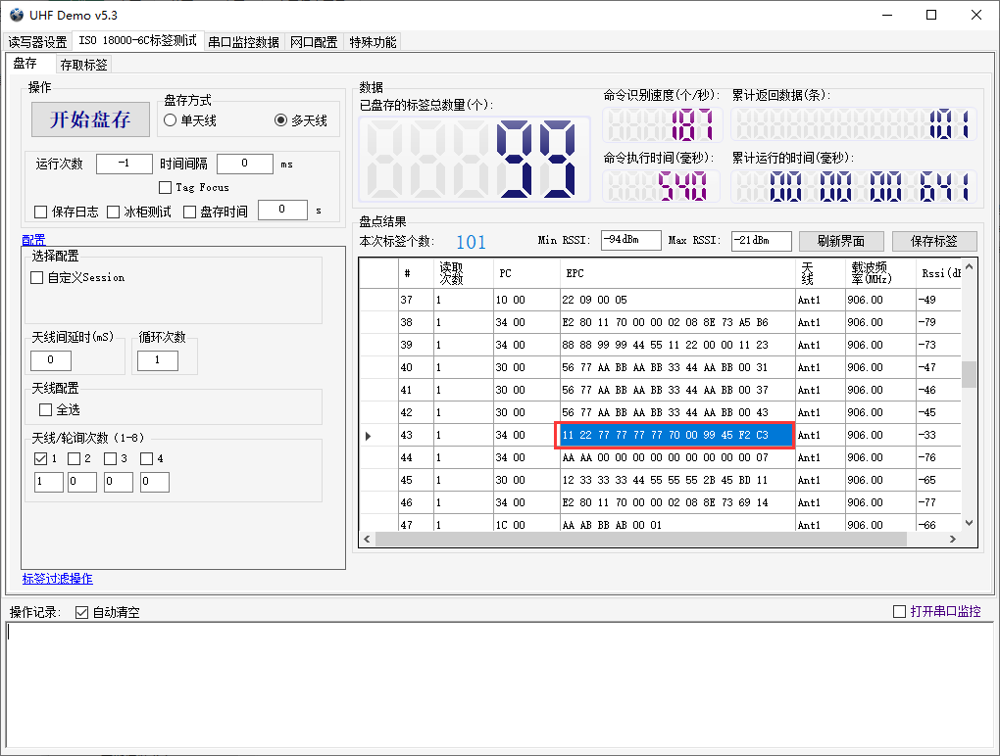 UHF Demo v5.3
读写器设置 ISO 18000-6C标签测试 串口监控数据 网口配置 特殊功能
盘存 存取标签
操作
开始盘存
盘存方式
单天线 多天线
运行次数 -1 时间间隔 0 ms
Tag Focus
保存日志 冰柜测试 盘存时间 0 s
配置
选择配置
自定义Session
天线间延时(mS) 循环次数
0 1
天线配置
全选
天线/轮询次数 (1-8)
1 2 3 4
1 0 0 0
标签过滤操作
数据
已盘存的标签总数量(个):
99
命令识别速度(个/秒): 累计返回数据(条):
187 101
命令执行时间(毫秒): 累计运行的时间(毫秒):
540 00 00 00 641
盘点结果
本次标签个数: 101 Min RSSI: -94dBm Max RSSI: -21dBm 刷新界面 保存标签
# 读取次数 PC EPC 天线 载波频率(MHz) Rssi(dB
37 1 10 00 22 09 00 05 Ant1 906.00 -49
38 1 34 00 E2 80 11 70 00 00 02 08 8E 73 A5 B6 Ant1 906.00 -79
39 1 34 00 88 88 99 99 44 55 11 22 00 00 11 23 Ant1 906.00 -73
40 1 30 00 56 77 AA BB AA BB 33 44 AA BB 00 31 Ant1 906.00 -47
41 1 30 00 56 77 AA BB AA BB 33 44 AA BB 00 37 Ant1 906.00 -46
42 1 30 00 56 77 AA BB AA BB 33 44 AA BB 00 43 Ant1 906.00 -45
43 1 34 00 11 22 77 77 77 77 70 00 99 45 F2 C3 Ant1 906.00 -33
44 1 34 00 AA AA 00 00 00 00 00 00 00 00 00 07 Ant1 906.00 -76
45 1 30 00 12 33 33 33 44 55 55 55 2B 45 BD 11 Ant1 906.00 -65
46 1 34 00 E2 80 11 70 00 00 02 08 8E 73 69 14 Ant1 906.00 -77
47 1 1C 00 AA AB BB AB 00 01 Ant1 906.00 -66
操作记录: 自动清空 打开串口监控